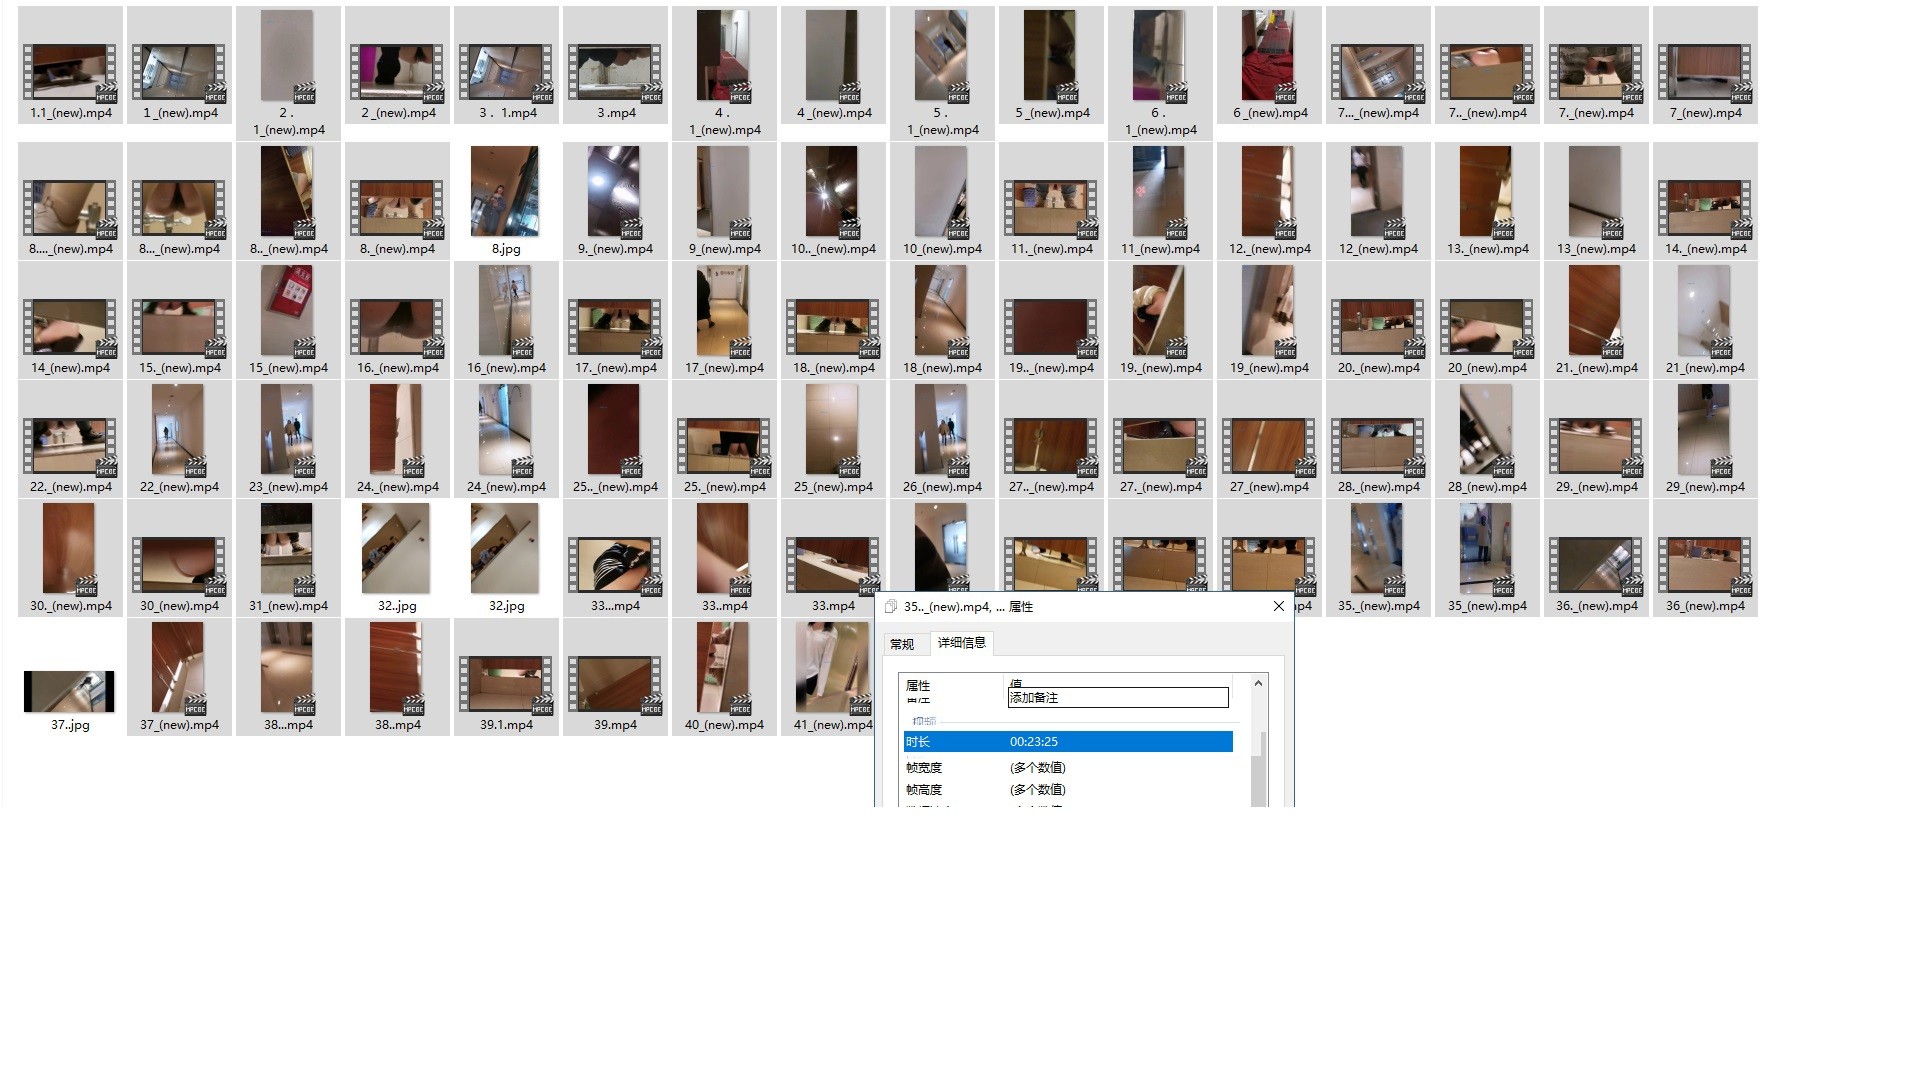 1.1_(new).mp4
1 _(new).mp4
2 .
1_(new).mp4
2 _(new).mp4
3 . 1.mp4
3 .mp4
4 .
1_(new).mp4
4 _(new).mp4
5 .
1_(new).mp4
5 _(new).mp4
6 .
1_(new).mp4
6 _(new).mp4
7..._(new).mp4
7.._(new).mp4
7._(new).mp4
7_(new).mp4
8...._(new).mp4
8..._(new).mp4
8.._(new).mp4
8._(new).mp4
8.jpg
9._(new).mp4
9_(new).mp4
10.._(new).mp4
10_(new).mp4
11._(new).mp4
11_(new).mp4
12._(new).mp4
12_(new).mp4
13._(new).mp4
13_(new).mp4
14._(new).mp4
14_(new).mp4
15._(new).mp4
15_(new).mp4
16._(new).mp4
16_(new).mp4
17._(new).mp4
17_(new).mp4
18._(new).mp4
18_(new).mp4
19.._(new).mp4
19._(new).mp4
19_(new).mp4
20._(new).mp4
20_(new).mp4
21._(new).mp4
21_(new).mp4
22._(new).mp4
22_(new).mp4
23_(new).mp4
24._(new).mp4
24_(new).mp4
25.._(new).mp4
25._(new).mp4
25_(new).mp4
26_(new).mp4
27.._(new).mp4
27._(new).mp4
27_(new).mp4
28._(new).mp4
28_(new).mp4
29._(new).mp4
29_(new).mp4
30._(new).mp4
30_(new).mp4
31_(new).mp4
32..jpg
32.jpg
33...mp4
33..mp4
33.mp4
35._(new).mp4
35_(new).mp4
36._(new).mp4
36_(new).mp4
37..jpg
37_(new).mp4
38...mp4
38..mp4
39.1.mp4
39.mp4
40_(new).mp4
41_(new).mp4
35.._(new).mp4, ... 属性
常规
详细信息
属性 值
备注 添加备注
视频
时长 00:23:25
帧宽度 (多个数值)
帧高度 (多个数值)